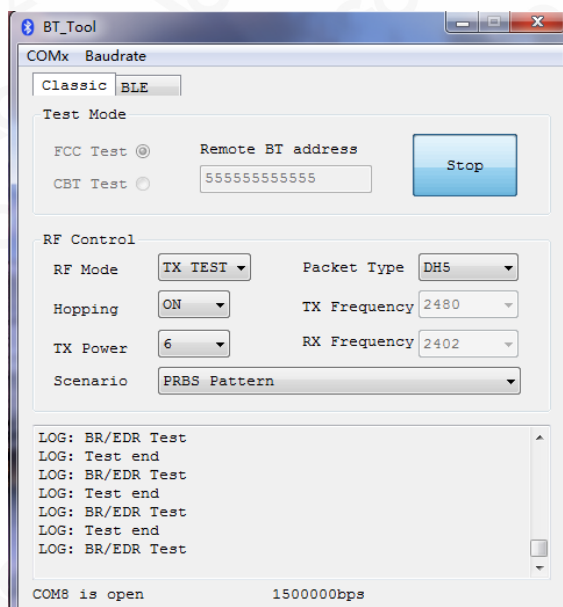 BT_Tool
COMx Baudrate
Classic BLE
Test Mode
FCC Test Remote BT address
CBT Test 555555555555 Stop
RF Control
RF Mode TX TEST Packet Type DH5
Hopping ON TX Frequency 2480
TX Power 6 RX Frequency 2402
Scenario PRBS Pattern
LOG: BR/EDR Test
LOG: Test end
LOG: BR/EDR Test
LOG: Test end
LOG: BR/EDR Test
LOG: Test end
LOG: BR/EDR Test
COM8 is open 1500000bps